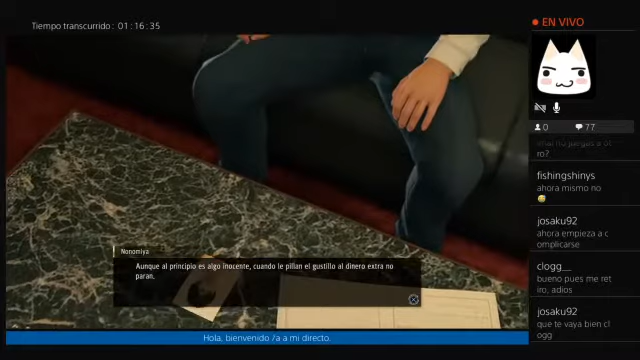 Tiempo transcurrido: 01:16:35
EN VIVO
0
77
ro?
fishingshinys
ahora mismo no
josaku92
ahora empieza a c
omplicarse
clogg__
bueno pues me ret
iro, adios
josaku92
que te vaya bien cl
ogg
Nonomiya
Aunque al principio es algo inocente, cuando le pillan el gustillo al dinero extra no
paran.
Hola, bienvenido /a a mi directo.